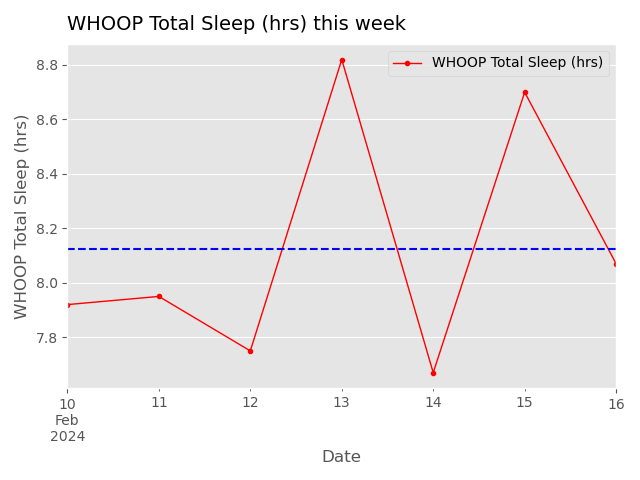 WHOOP Total Sleep (hrs) this week
WHOOP Total Sleep (hrs)
WHOOP Total Sleep (hrs)
8.8
8.6
8.4
8.2
8.0
7.8
10 11 12 13 14 15 16
Feb
2024
Date